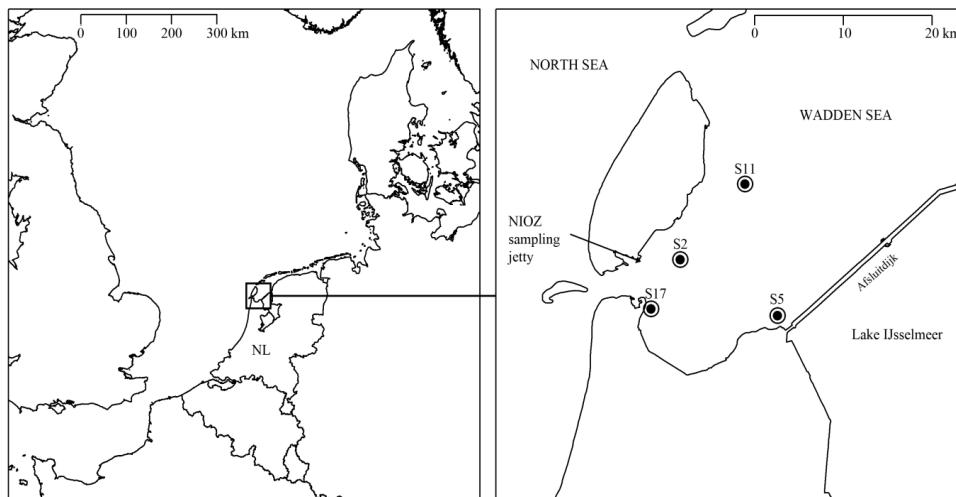 0 100 200 300 km
NL
0 10 20 km
NORTH SEA
WADDEN SEA
S11
NIOZ
sampling
jetty
S2
S17
S5
Afsluitdijk
Lake IJsselmeer